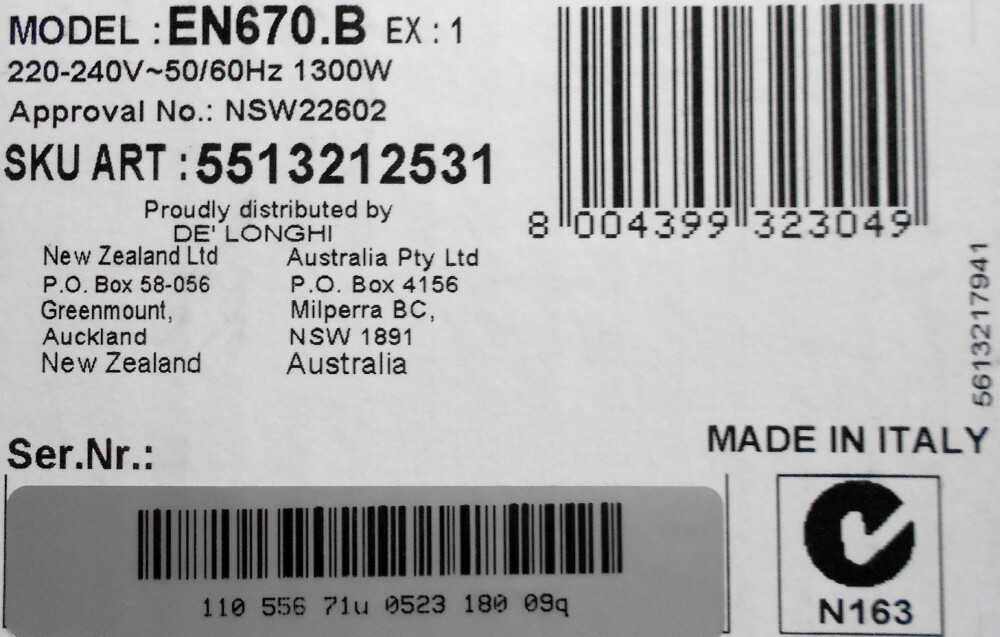 MODEL : EN670.B EX : 1
220-240V~50/60Hz 1300W
Approval No.: NSW22602
SKU ART : 5513212531
8 004399 323049
Proudly distributed by
DE' LONGHI
New Zealand Ltd
P.O. Box 58-056
Greenmount,
Auckland
New Zealand
Australia Pty Ltd
P.O. Box 4156
Milperra BC,
NSW 1891
Australia
5613217941
MADE IN ITALY
Ser.Nr.:
110 556 71u 0523 180 09q
N163